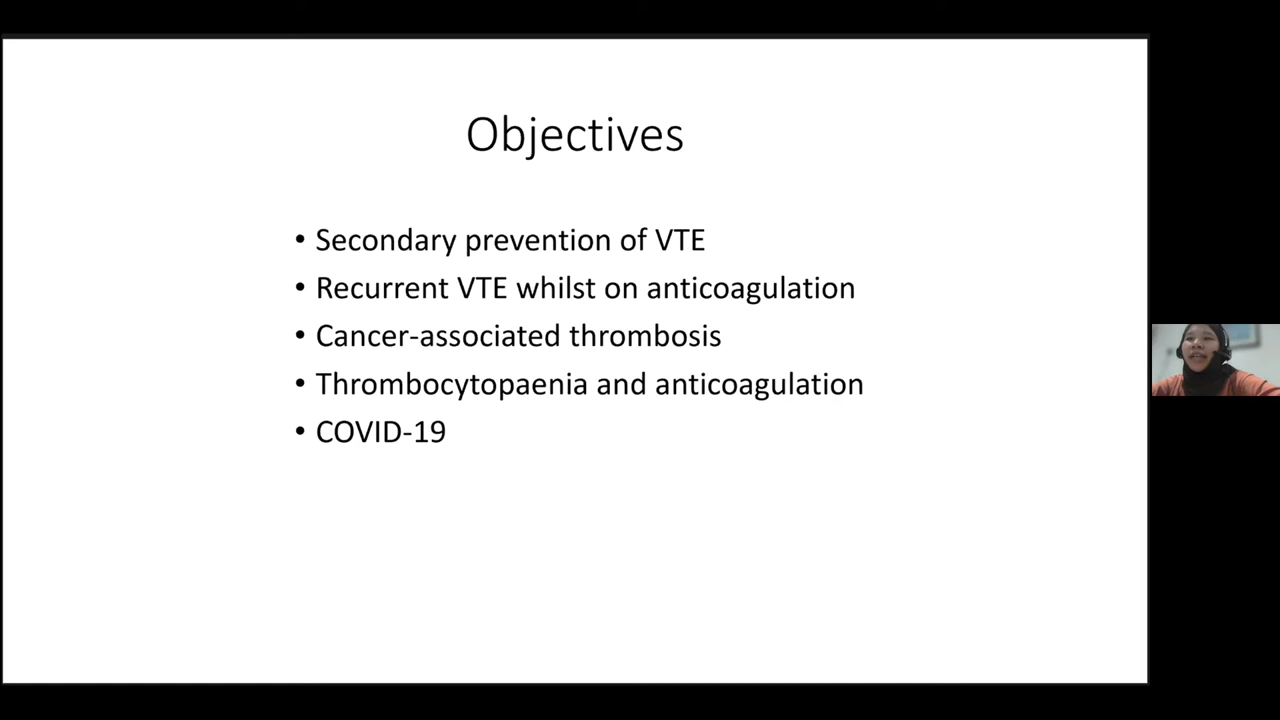 Objectives
• Secondary prevention of VTE
• Recurrent VTE whilst on anticoagulation
• Cancer-associated thrombosis
• Thrombocytopaenia and anticoagulation
• COVID-19